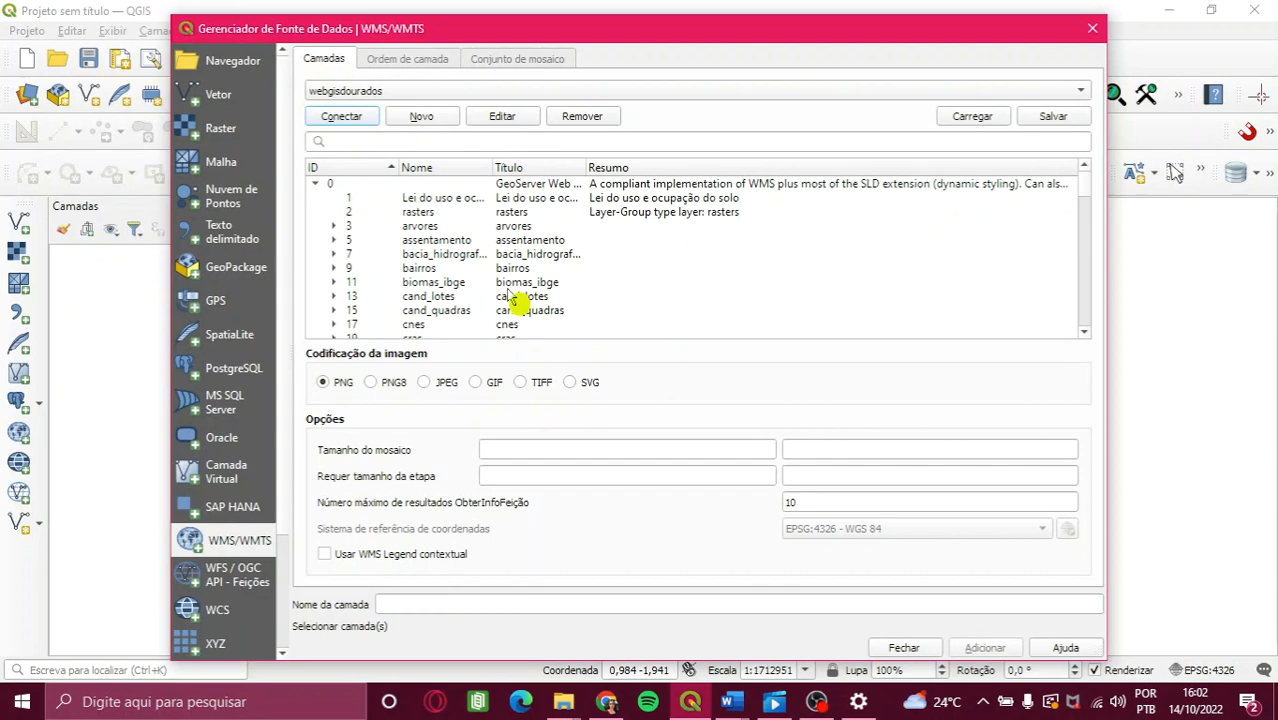 Projeto sem título — QGIS
Projeto Editar Exibir Cama
Gerenciador de Fonte de Dados | WMS/WMTS
Navegador
Vetor
Raster
Malha
Nuvem de
Pontos
Texto
delimitado
GeoPackage
GPS
SpatiaLite
PostgreSQL
MS SQL
Server
Oracle
Camada
Virtual
SAP HANA
WMS/WMTS
WFS / OGC
API - Feições
WCS
XYZ
Camadas
Camadas Ordem de camada Conjunto de mosaico
webgisdourados
Conectar Novo Editar Remover Carregar Salvar
ID Nome Título Resumo
0 GeoServer Web ... A compliant implementation of WMS plus most of the SLD extension (dynamic styling). Can als...
1 Lei do uso e oc... Lei do uso e oc... Lei do uso e ocupação do solo
2 rasters rasters Layer-Group type layer: rasters
3 arvores arvores
5 assentamento assentamento
7 bacia_hidrograf... bacia_hidrograf...
9 bairros bairros
11 biomas_ibge biomas_ibge
13 cand_lotes cand_lotes
15 cand_quadras cand_quadras
17 cnes cnes
Codificação da imagem
PNG PNG8 JPEG GIF TIFF SVG
Opções
Tamanho do mosaico
Requer tamanho da etapa
Número máximo de resultados ObterInfoFeição 10
Sistema de referência de coordenadas EPSG:4326 - WGS 84
Usar WMS Legend contextual
Nome da camada
Selecionar camada(s)
Fechar Adicionar Ajuda
Escreva para localizar (Ctrl+K) Coordenada 0,984 -1,941 Escala 1:1712951 Lupa 100% Rotação 0,0 ° Renderizar EPSG:4326
Digite aqui para pesquisar 24°C POR 16:02
PTB 14/10/2022 2